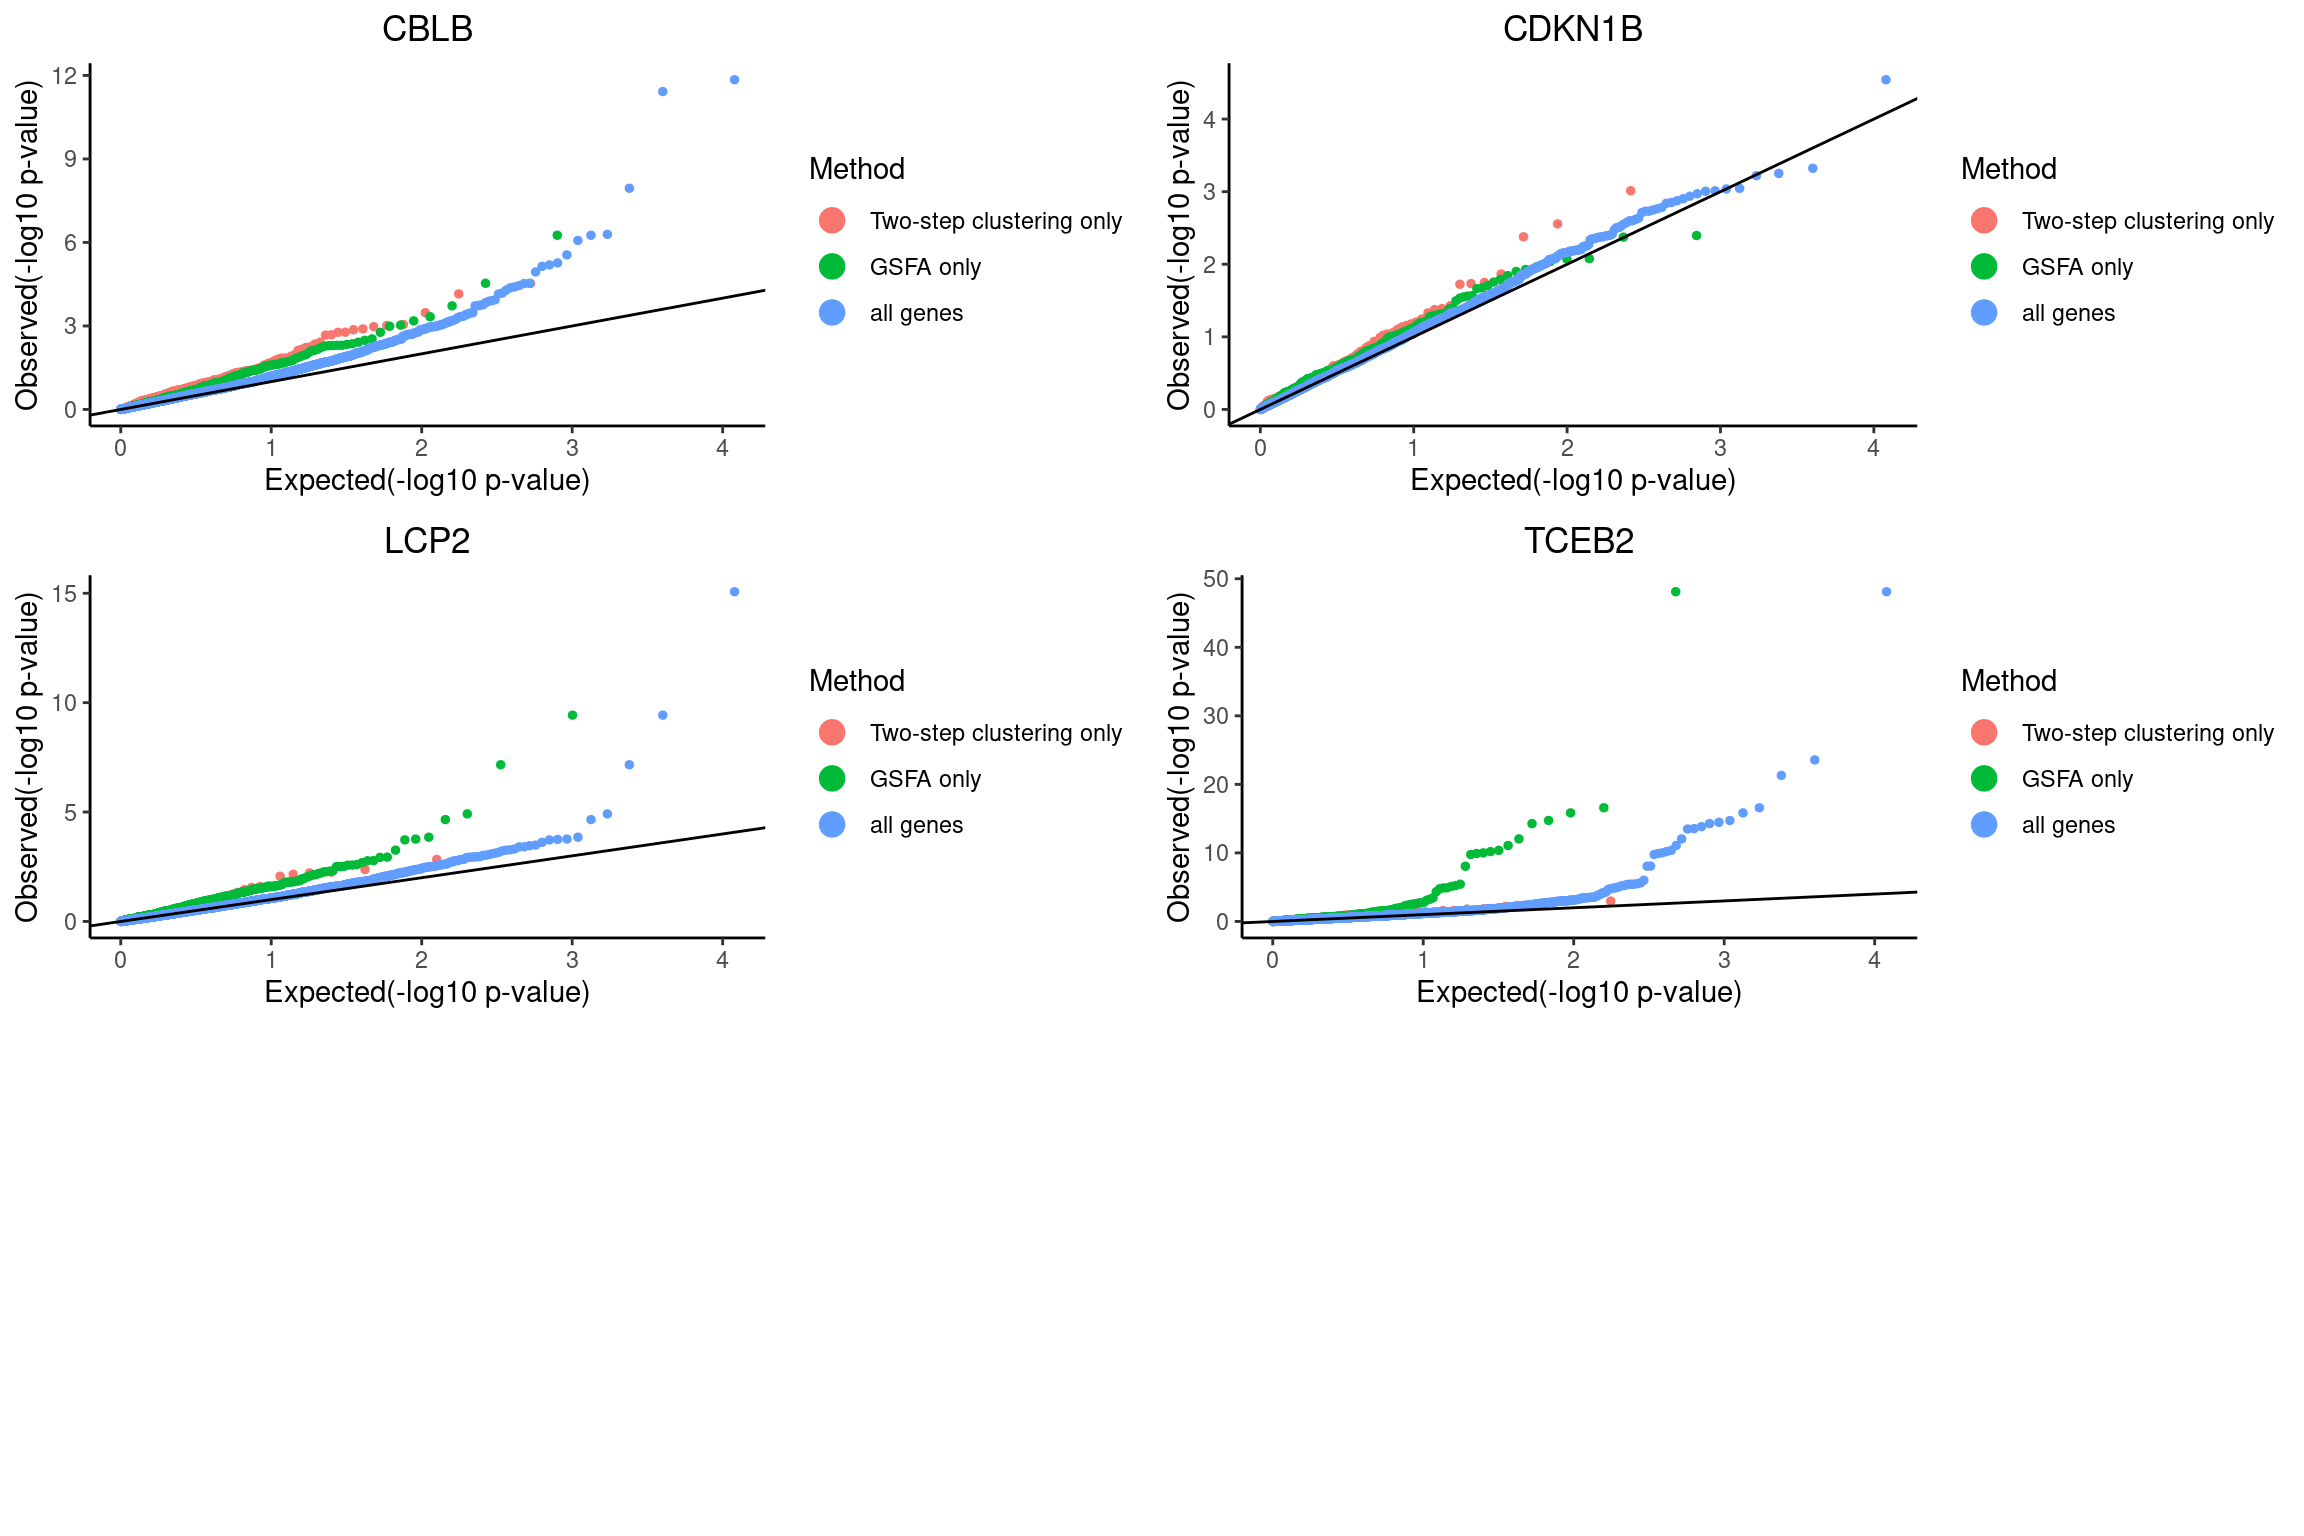 CBLB
Observed(-log10 p-value)
12
9
6
3
0
0 1 2 3 4
Expected(-log10 p-value)
Method
Two-step clustering only
GSFA only
all genes
CDKN1B
Observed(-log10 p-value)
4
3
2
1
0
0 1 2 3 4
Expected(-log10 p-value)
Method
Two-step clustering only
GSFA only
all genes
LCP2
Observed(-log10 p-value)
15
10
5
0
0 1 2 3 4
Expected(-log10 p-value)
Method
Two-step clustering only
GSFA only
all genes
TCEB2
Observed(-log10 p-value)
50
40
30
20
10
0
0 1 2 3 4
Expected(-log10 p-value)
Method
Two-step clustering only
GSFA only
all genes